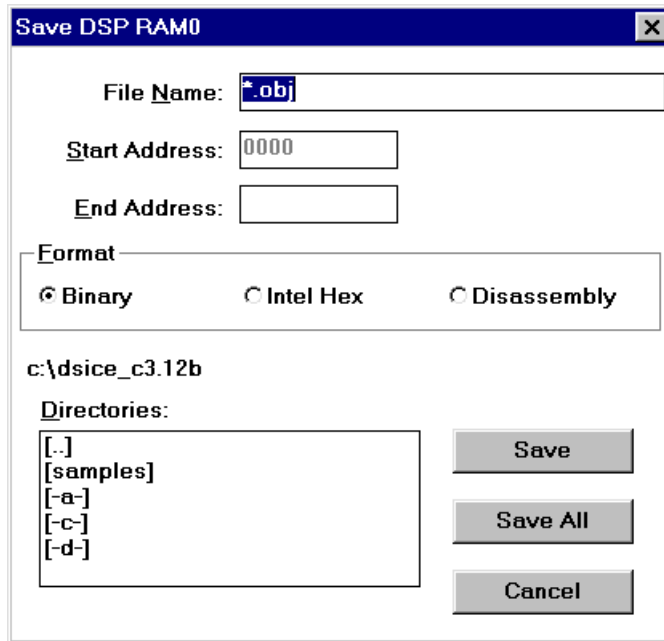 Save DSP RAM0
File Name: *.obj
Start Address: 0000
End Address:
Format
Binary Intel Hex Disassembly
c:\dsice_c3.12b
Directories:
[..]
[samples]
[-a-]
[-c-]
[-d-]
Save
Save All
Cancel